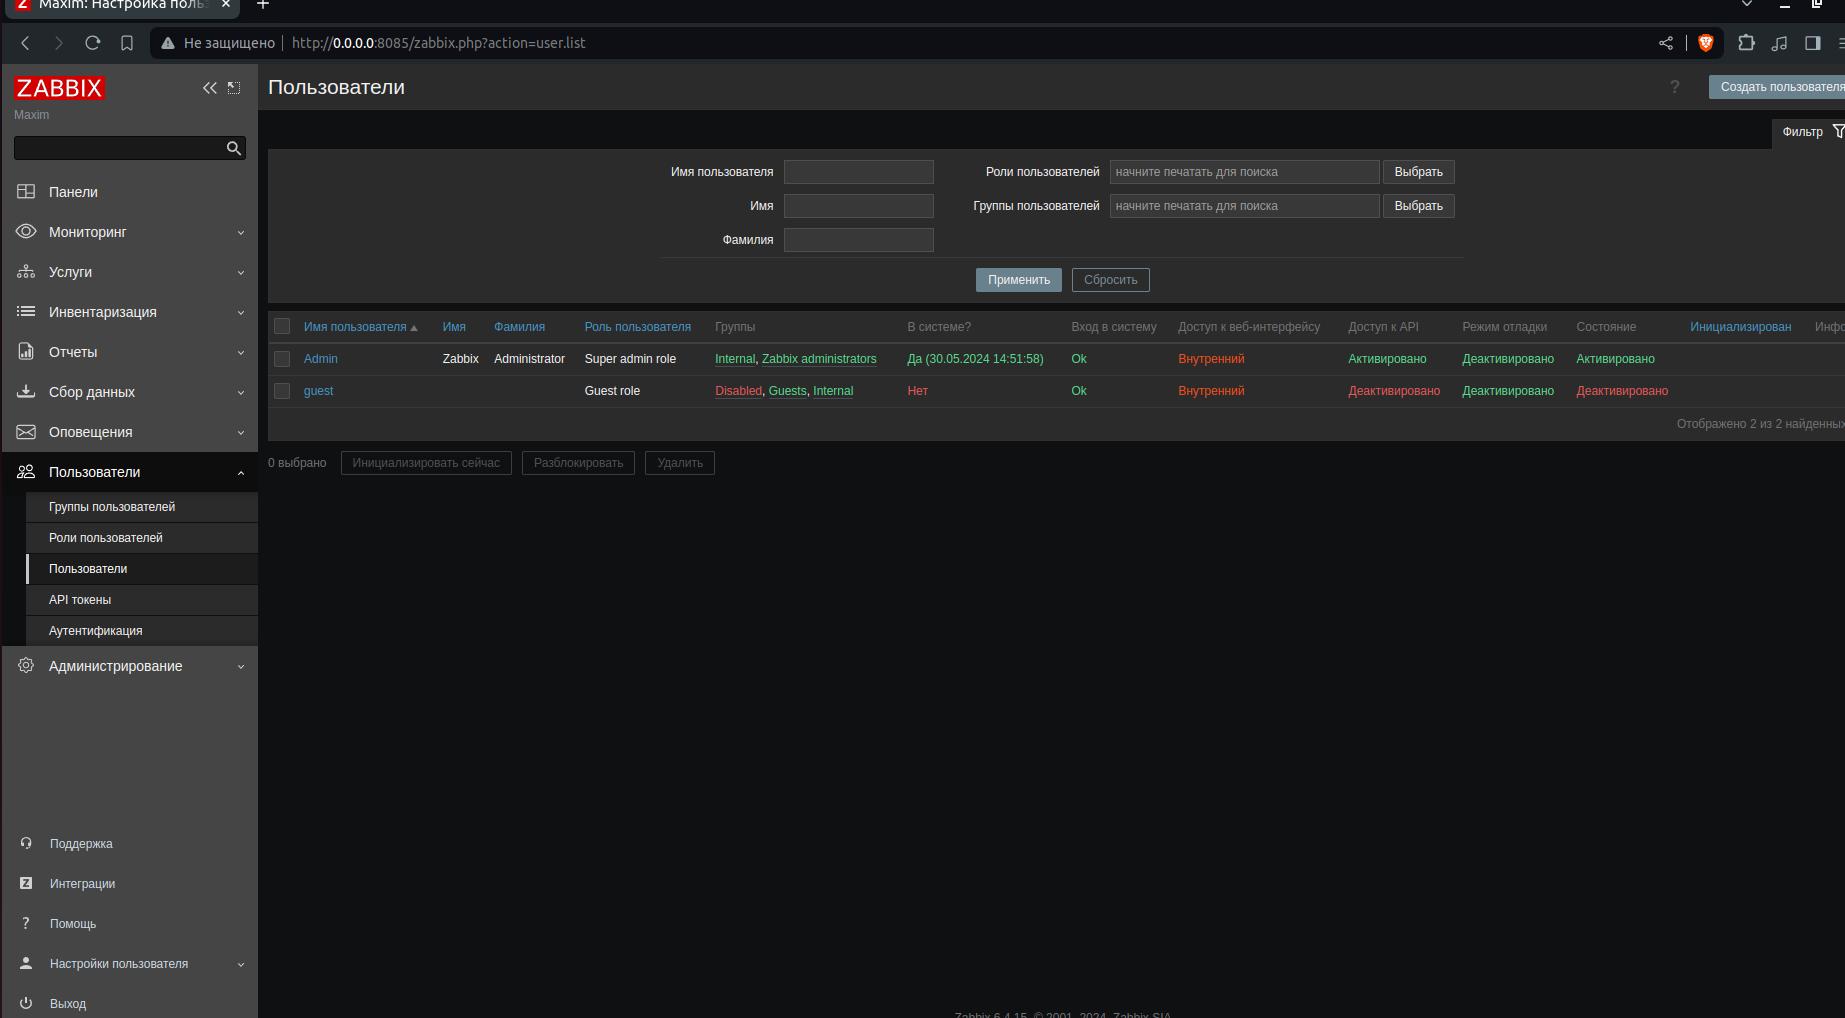 Maxim: Настройка поль
Не защищено
http://0.0.0.0:8085/zabbix.php?action=user.list
ZABBIX
Maxim
Панели
Мониторинг
Услуги
Инвентаризация
Отчеты
Сбор данных
Оповещения
Пользователи
Группы пользователей
Роли пользователей
Пользователи
API токены
Аутентификация
Администрирование
Поддержка
Интеграции
Помощь
Настройки пользователя
Выход
Пользователи
? Создать пользователя
Фильтр
Имя пользователя
Роли пользователей начните печатать для поиска Выбрать
Имя
Группы пользователей начните печатать для поиска Выбрать
Фамилия
Применить Сбросить
Имя пользователя Имя Фамилия Роль пользователя Группы В системе? Вход в систему Доступ к веб-интерфейсу Доступ к API Режим отладки Состояние Инициализирован Инфо
Admin Zabbix Administrator Super admin role Internal, Zabbix administrators Да (30.05.2024 14:51:58) Ok Внутренний Активировано Деактивировано Активировано
guest Guest role Disabled, Guests, Internal Нет Ok Внутренний Деактивировано Деактивировано Деактивировано
Отображено 2 из 2 найденных
0 выбрано Инициализировать сейчас Разблокировать Удалить
Zabbix 6.4.15. © 2001–2024, Zabbix SIA